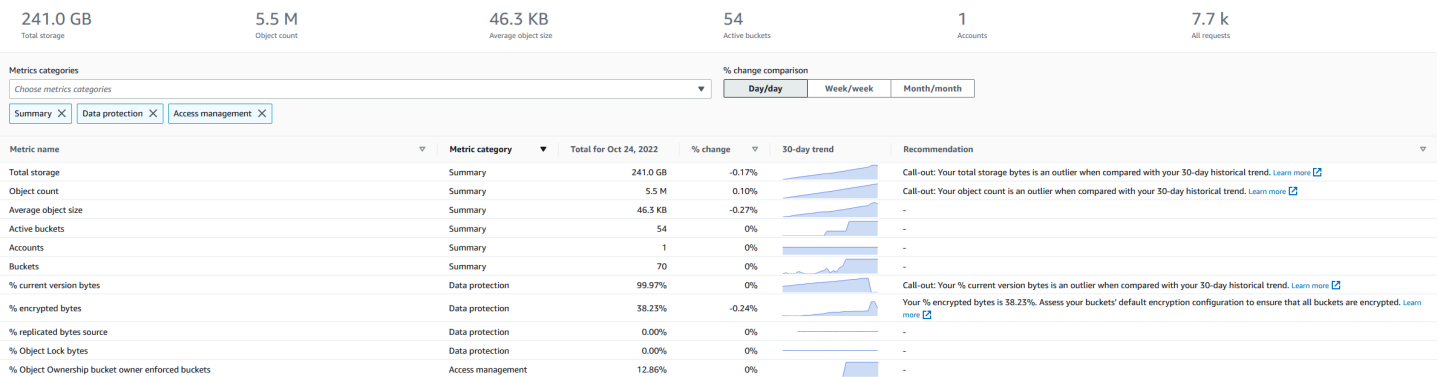 241.0 GB 5.5 M 46.3 KB 54 1 7.7 k
Total storage Object count Average object size Active buckets Accounts All requests
Metrics categories % change comparison
Choose metrics categories Day/day Week/week Month/month
Summary Data protection Access management
Metric name Metric category Total for Oct 24, 2022 % change 30-day trend Recommendation
Total storage Summary 241.0 GB -0.17% Call-out: Your total storage bytes is an outlier when compared with your 30-day historical trend. Learn more
Object count Summary 5.5 M 0.10% Call-out: Your object count is an outlier when compared with your 30-day historical trend. Learn more
Average object size Summary 46.3 KB -0.27% -
Active buckets Summary 54 0% -
Accounts Summary 1 0% -
Buckets Summary 70 0% -
% current version bytes Data protection 99.97% 0% Call-out: Your % current version bytes is an outlier when compared with your 30-day historical trend. Learn more
% encrypted bytes Data protection 38.23% -0.24% Your % encrypted bytes is 38.23%. Assess your buckets' default encryption configuration to ensure that all buckets are encrypted. Learn
more
% replicated bytes source Data protection 0.00% 0% -
% Object Lock bytes Data protection 0.00% 0% -
% Object Ownership bucket owner enforced buckets Access management 12.86% 0% -